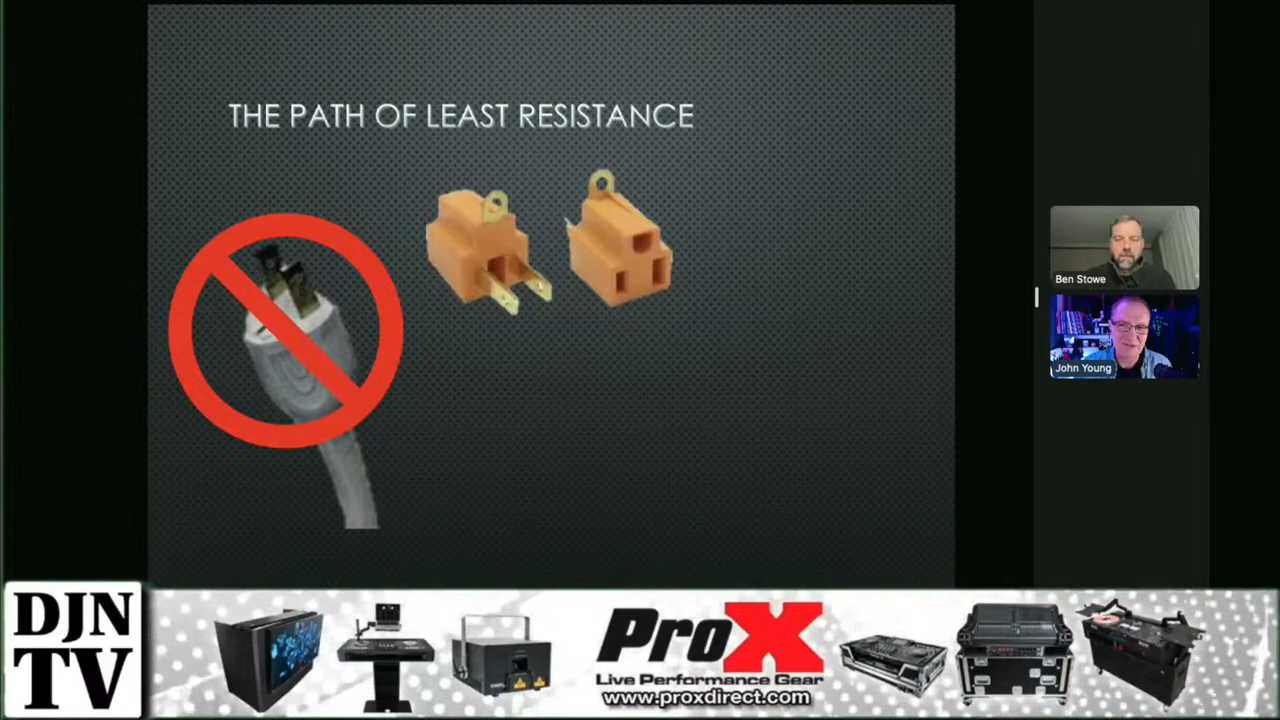 THE PATH OF LEAST RESISTANCE
Ben Stowe
John Young
DJN
TV
ProX
Live Performance Gear
www.proxdirect.com